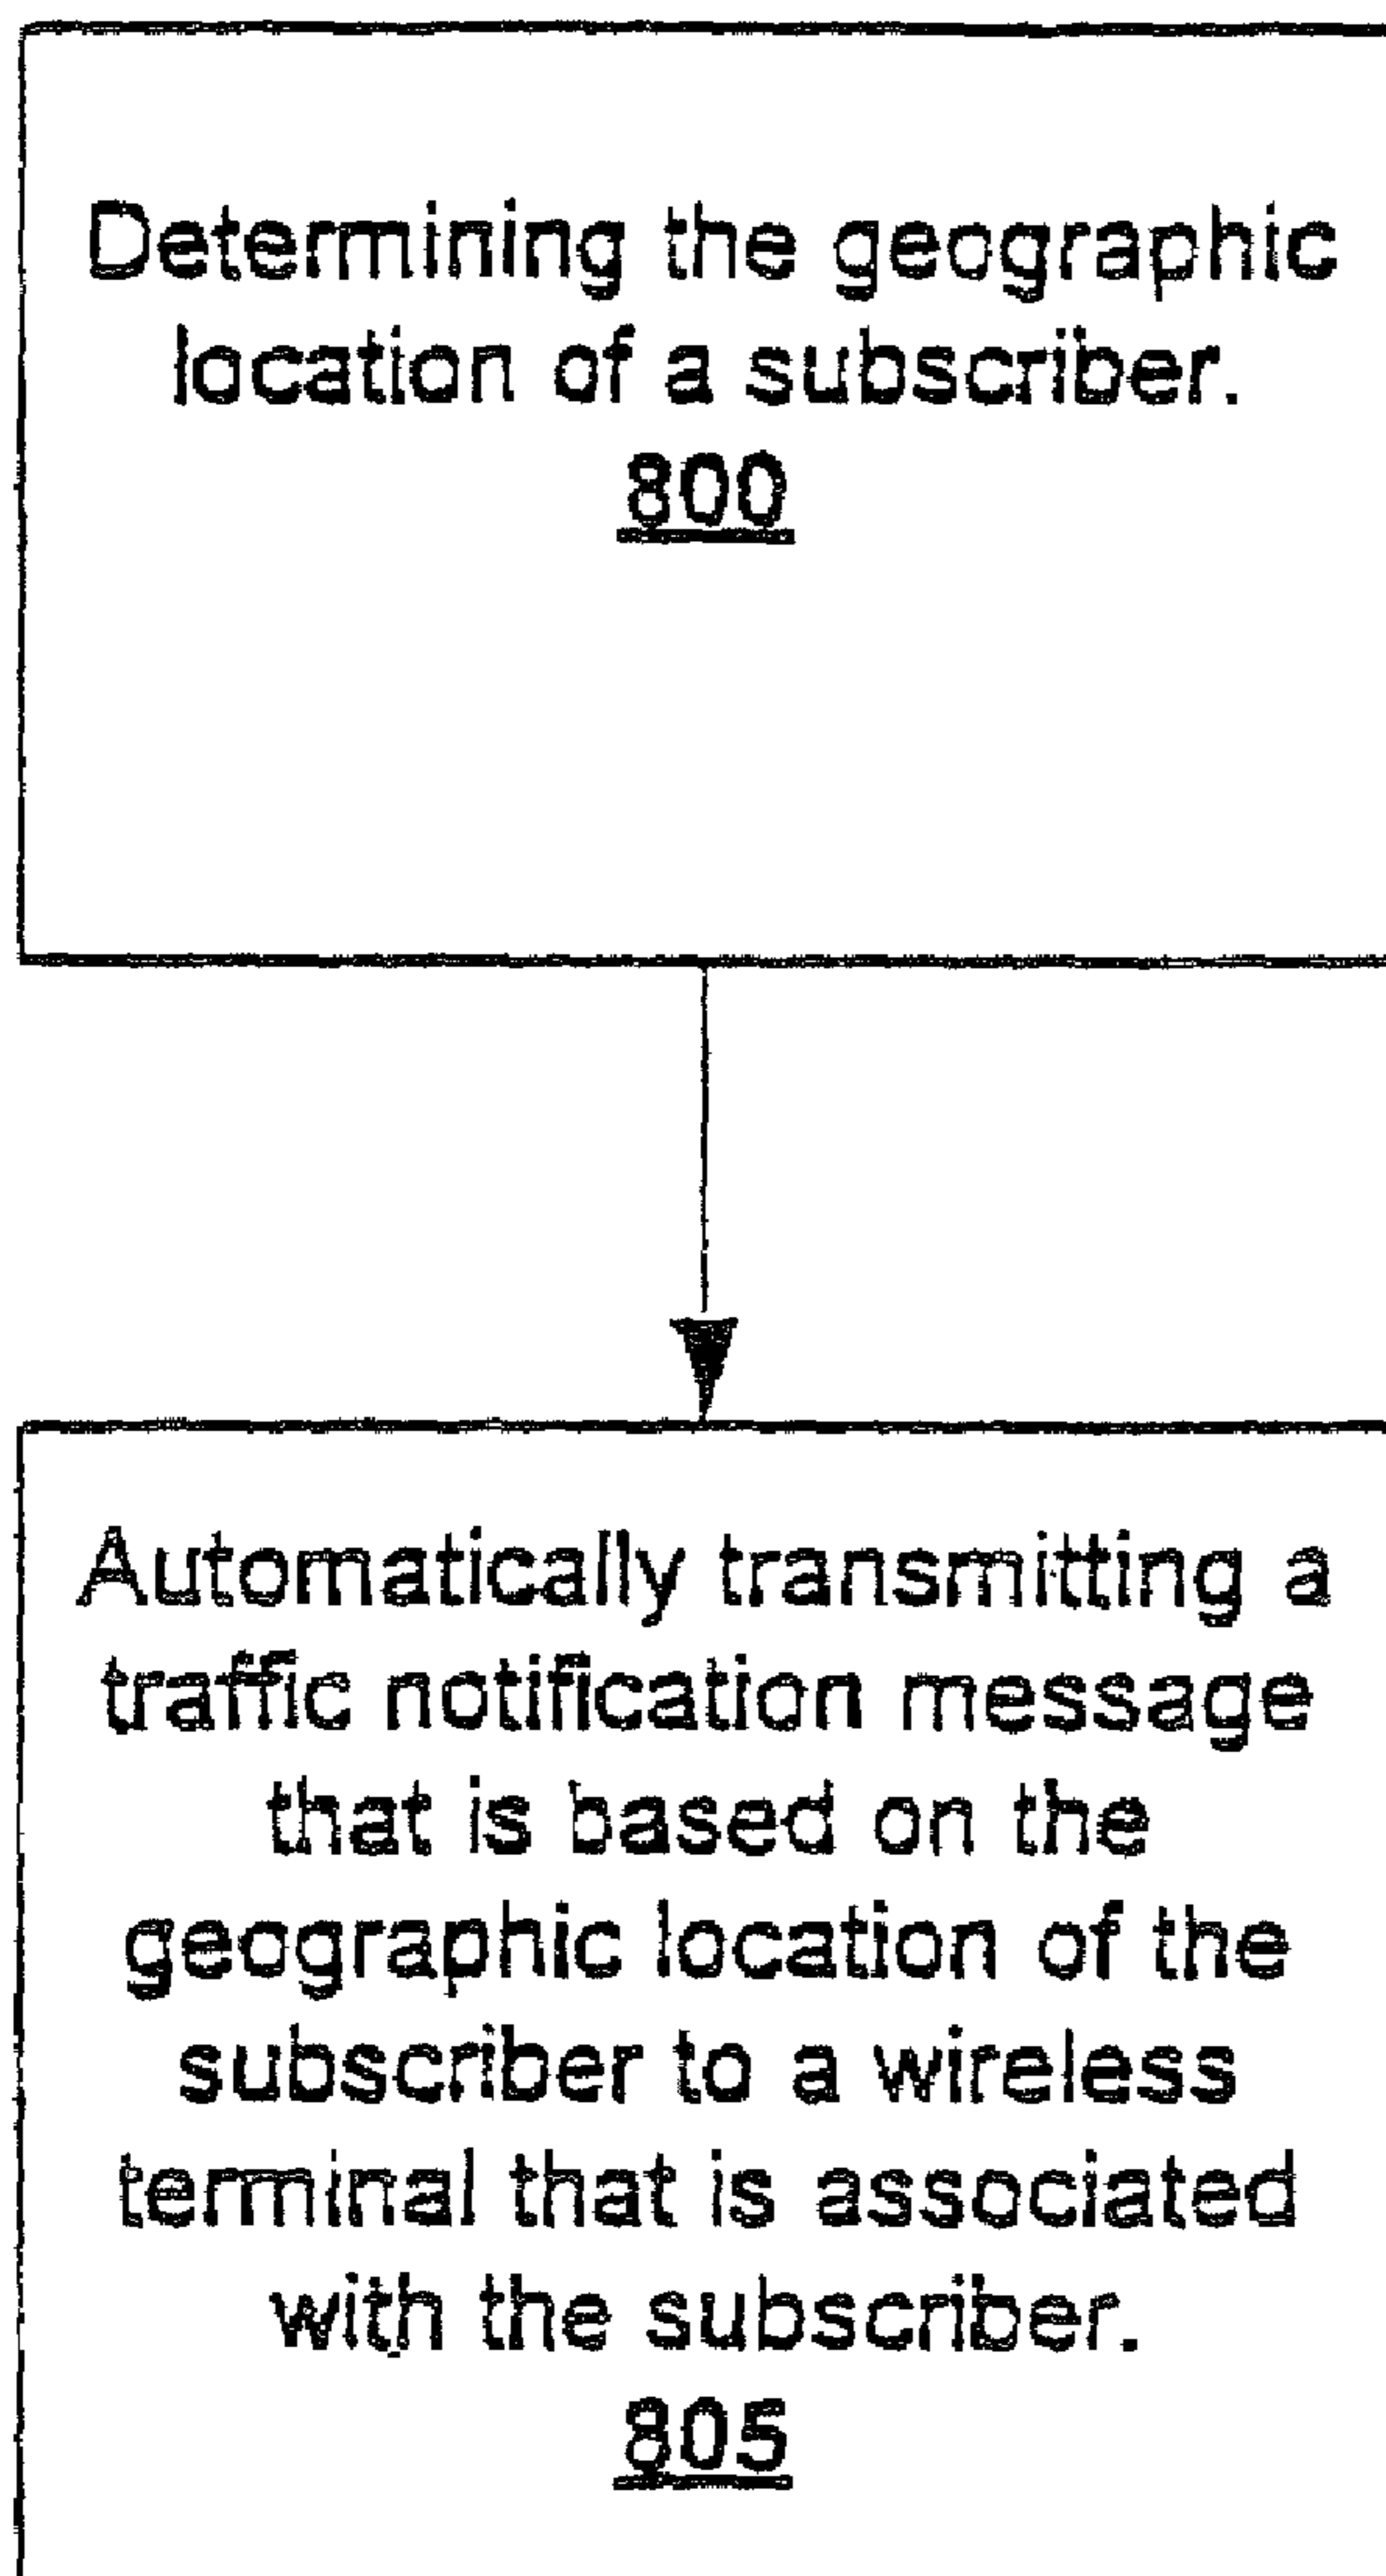 Determining the geographic
location of a subscriber.
800
Automatically transmitting a
traffic notification message
that is based on the
geographic location of the
subscriber to a wireless
terminal that is associated
with the subscriber.
805